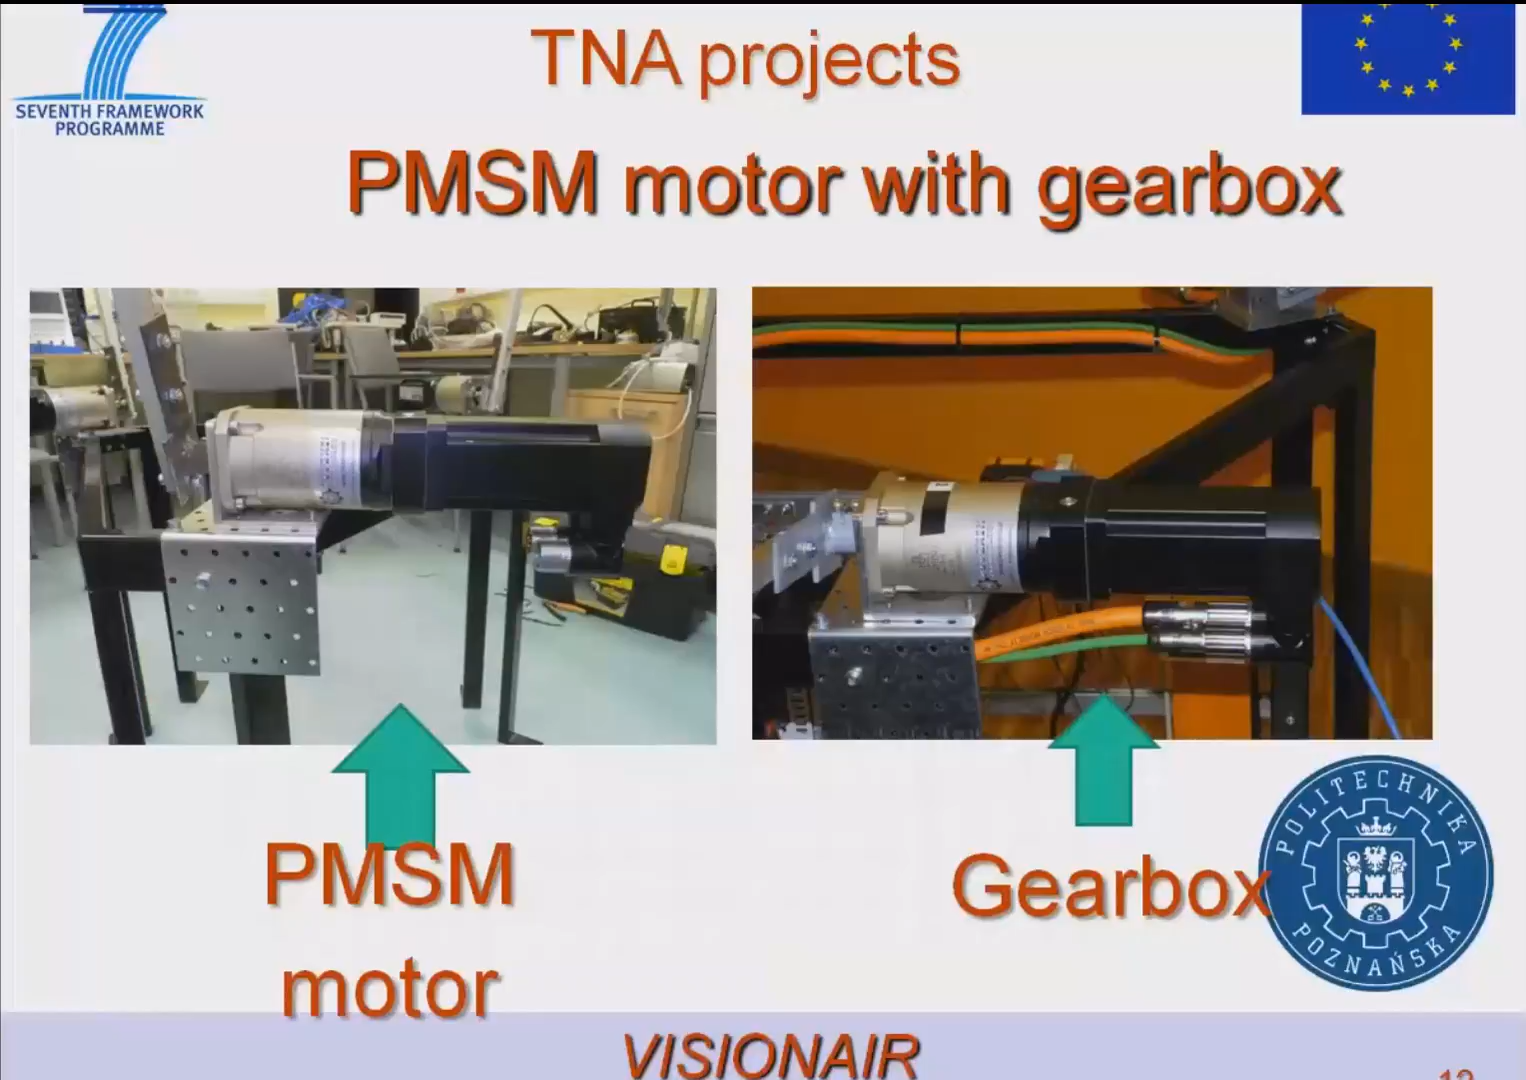 SEVENTH FRAMEWORK
PROGRAMME
TNA projects
PMSM motor with gearbox
PMSM
motor
Gearbox
POLITECHNIKA
POZNAŃSKA
VISIONAIR